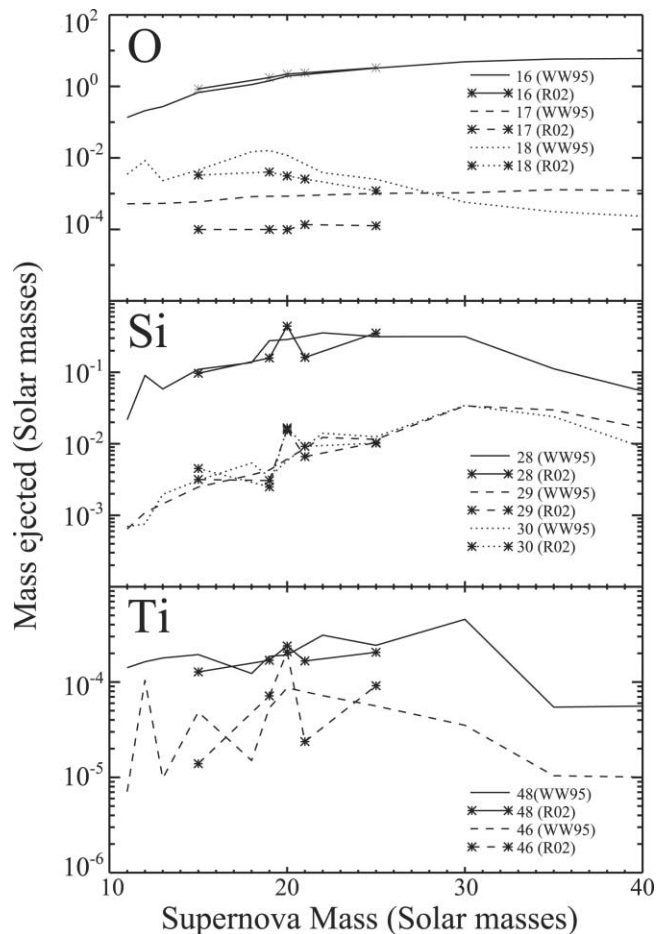 Mass ejected (Solar masses)
O
10^2
10^0
10^-2
10^-4
16 (WW95)
16 (R02)
17 (WW95)
17 (R02)
18 (WW95)
18 (R02)
Si
10^-1
10^-2
10^-3
28 (WW95)
28 (R02)
29 (WW95)
29 (R02)
30 (WW95)
30 (R02)
Ti
10^-4
10^-5
10^-6
48(WW95)
48 (R02)
46 (WW95)
46 (R02)
10 20 30 40
Supernova Mass (Solar masses)